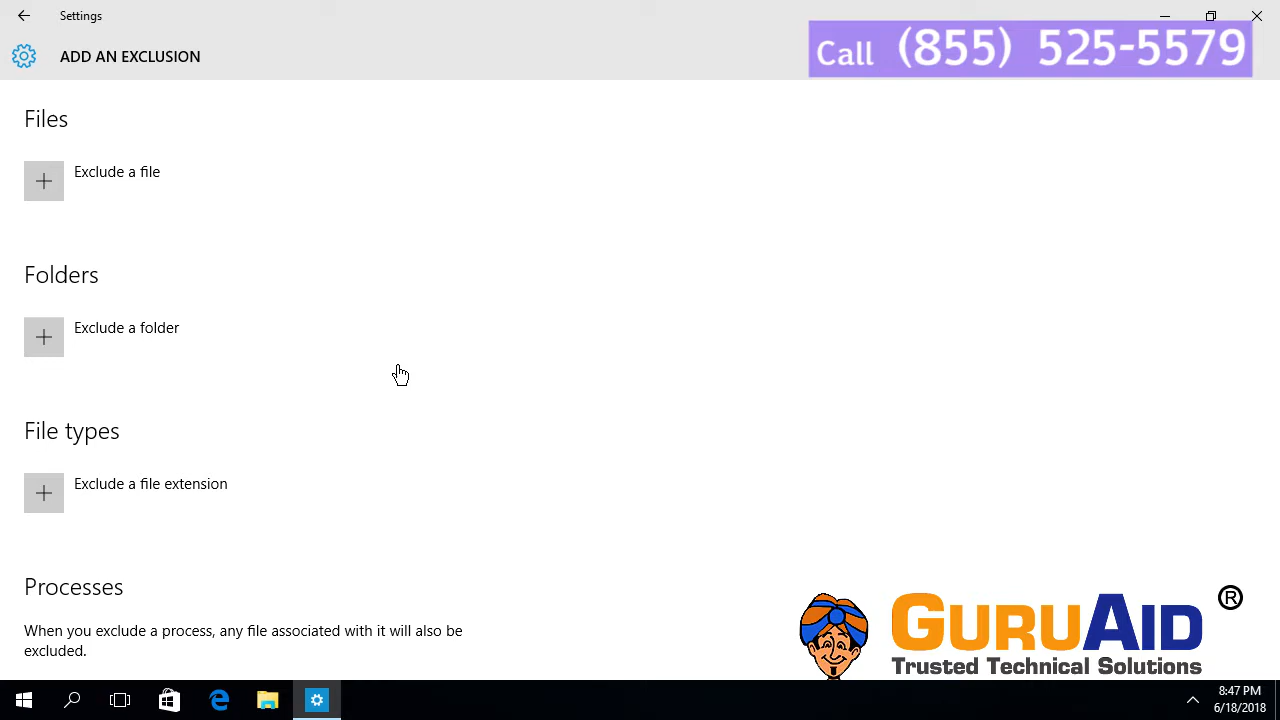 Settings
ADD AN EXCLUSION
Call (855) 525-5579
Files
Exclude a file
Folders
Exclude a folder
File types
Exclude a file extension
Processes
When you exclude a process, any file associated with it will also be
excluded.
GURUAID ®
Trusted Technical Solutions
8:47 PM
6/18/2018